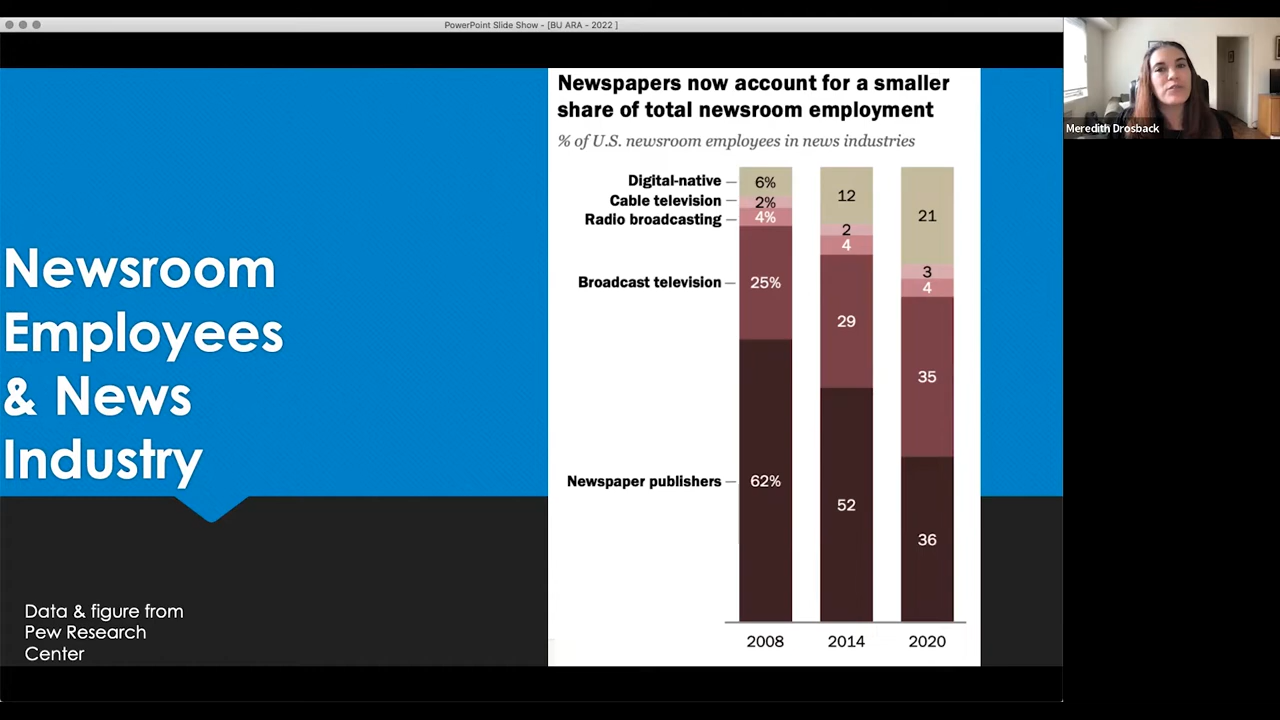 PowerPoint Slide Show - [BU ARA - 2022 ]
Meredith Drosback
Newsroom
Employees
& News
Industry
Data & figure from
Pew Research
Center
Newspapers now account for a smaller
share of total newsroom employment
% of U.S. newsroom employees in news industries
Digital-native 6% 12 21
Cable television 2% 2 3
Radio broadcasting 4% 4 4
Broadcast television 25% 29 35
Newspaper publishers 62% 52 36
2008 2014 2020